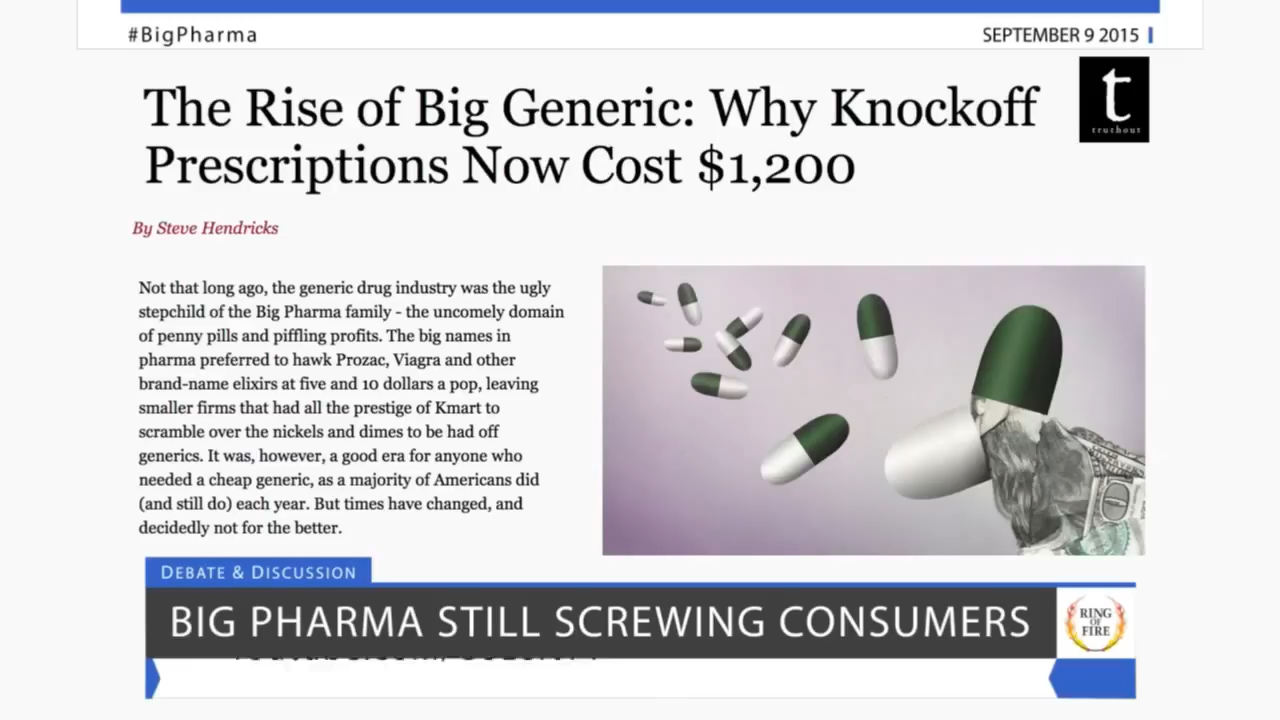 #BigPharma
SEPTEMBER 9 2015
The Rise of Big Generic: Why Knockoff
Prescriptions Now Cost $1,200
t
truthout
By Steve Hendricks
Not that long ago, the generic drug industry was the ugly
stepchild of the Big Pharma family - the uncomely domain
of penny pills and piffling profits. The big names in
pharma preferred to hawk Prozac, Viagra and other
brand-name elixirs at five and 10 dollars a pop, leaving
smaller firms that had all the prestige of Kmart to
scramble over the nickels and dimes to be had off
generics. It was, however, a good era for anyone who
needed a cheap generic, as a majority of Americans did
(and still do) each year. But times have changed, and
decidedly not for the better.
DEBATE & DISCUSSION
BIG PHARMA STILL SCREWING CONSUMERS
RING
OF
FIRE